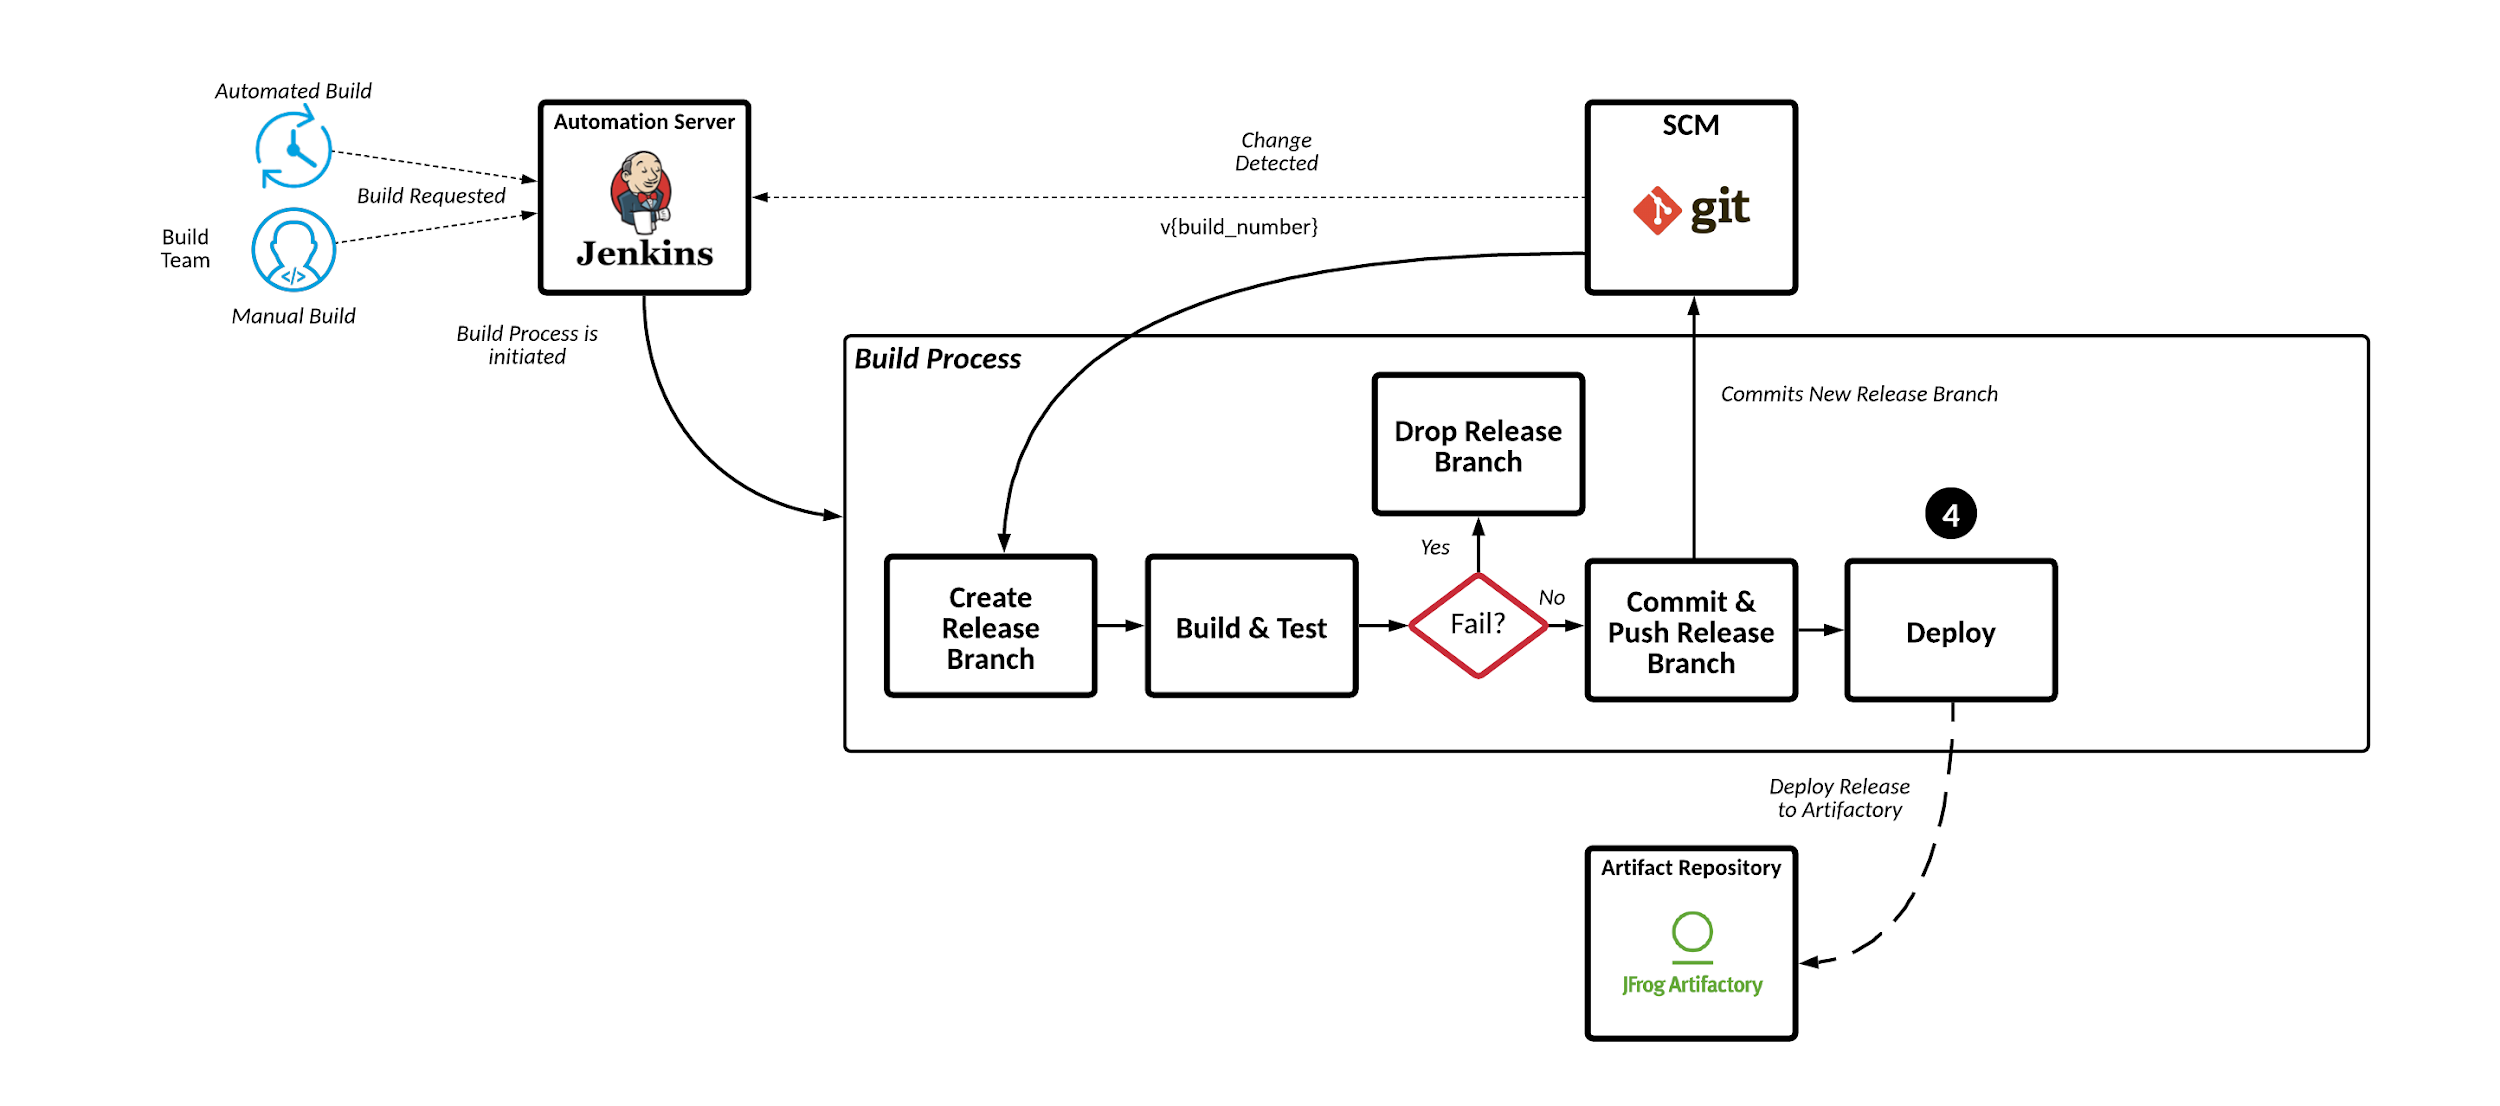 Automated Build
Build Requested
Build
Team
Manual Build
Automation Server
Jenkins
Build Process is
initiated
Change
Detected
v{build_number}
SCM
git
Build Process
Commits New Release Branch
Drop Release
Branch
Yes
Create
Release
Branch
Build & Test
Fail?
No
Commit &
Push Release
Branch
4
Deploy
Deploy Release
to Artifactory
Artifact Repository
JFrog Artifactory